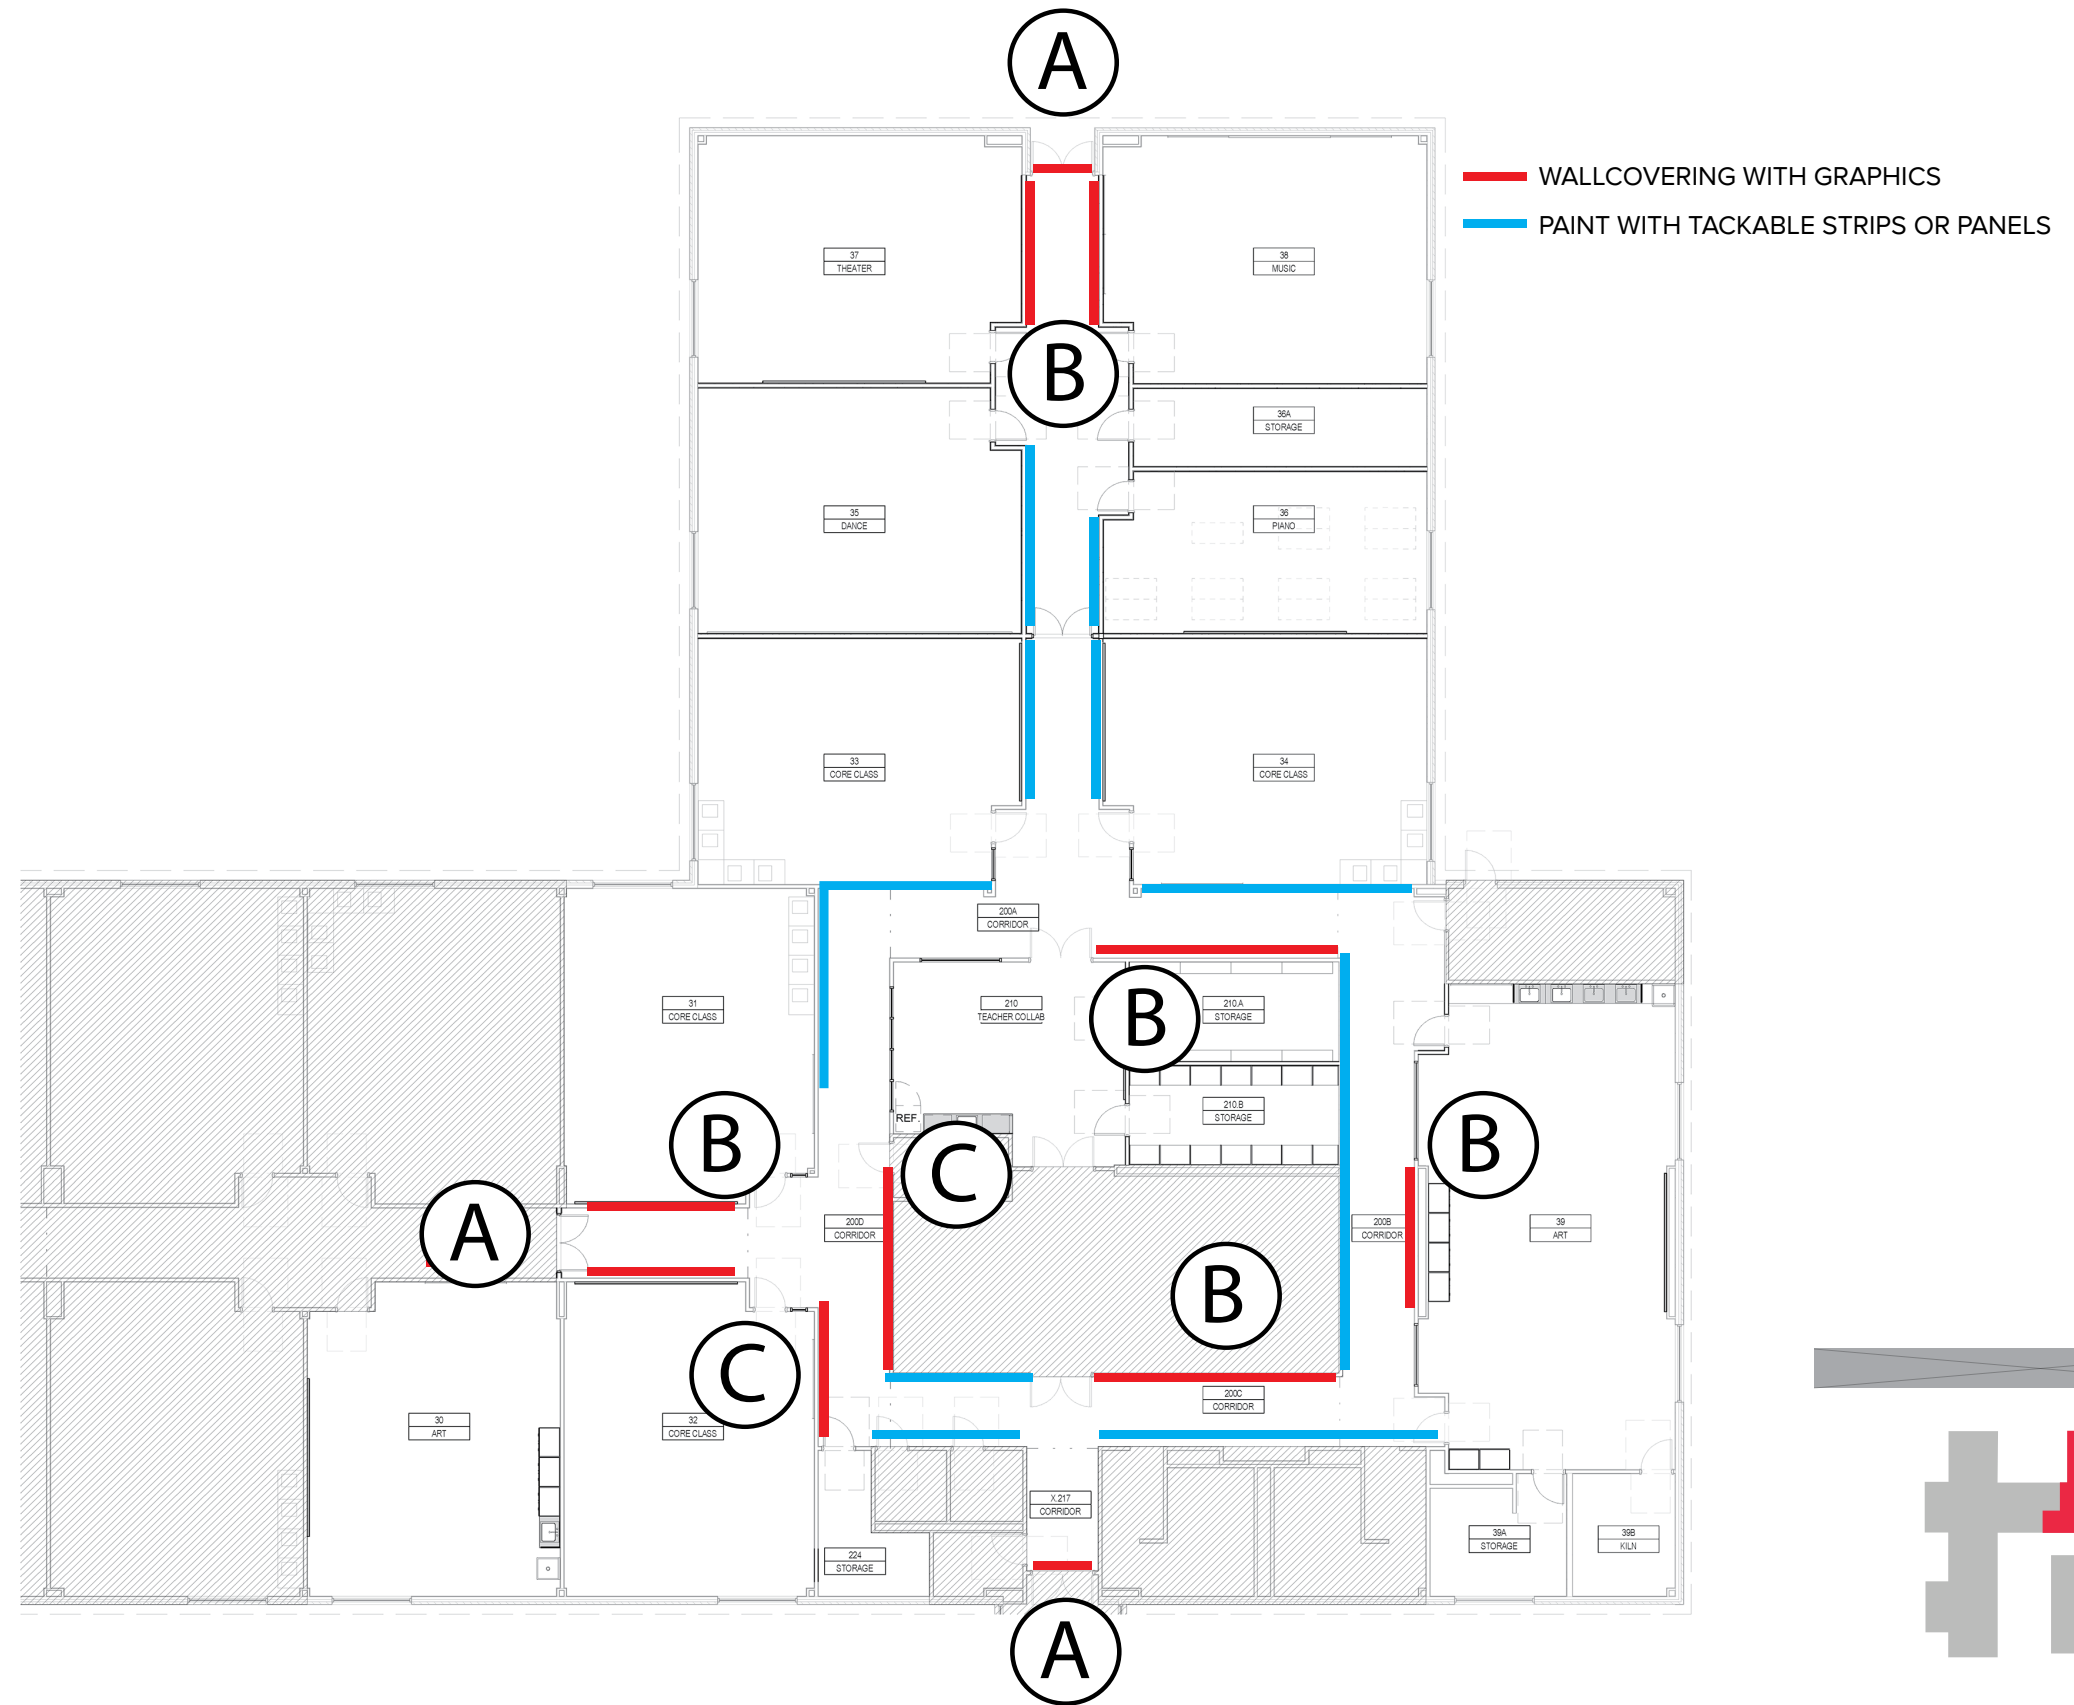 A
WALLCOVERING WITH GRAPHICS
PAINT WITH TACKABLE STRIPS OR PANELS
37
THEATER
38
MUSIC
B
36A
STORAGE
35
DANCE
36
PIANO
33
CORE CLASS
34
CORE CLASS
200A
CORRIDOR
31
CORE CLASS
210
TEACHER COLLAB
B
210.A
STORAGE
REF.
210.B
STORAGE
B
C
B
A
200D
CORRIDOR
200B
CORRIDOR
39
ART
B
C
30
ART
32
CORE CLASS
200C
CORRIDOR
X.217
CORRIDOR
224
STORAGE
39A
STORAGE
39B
KILN
A